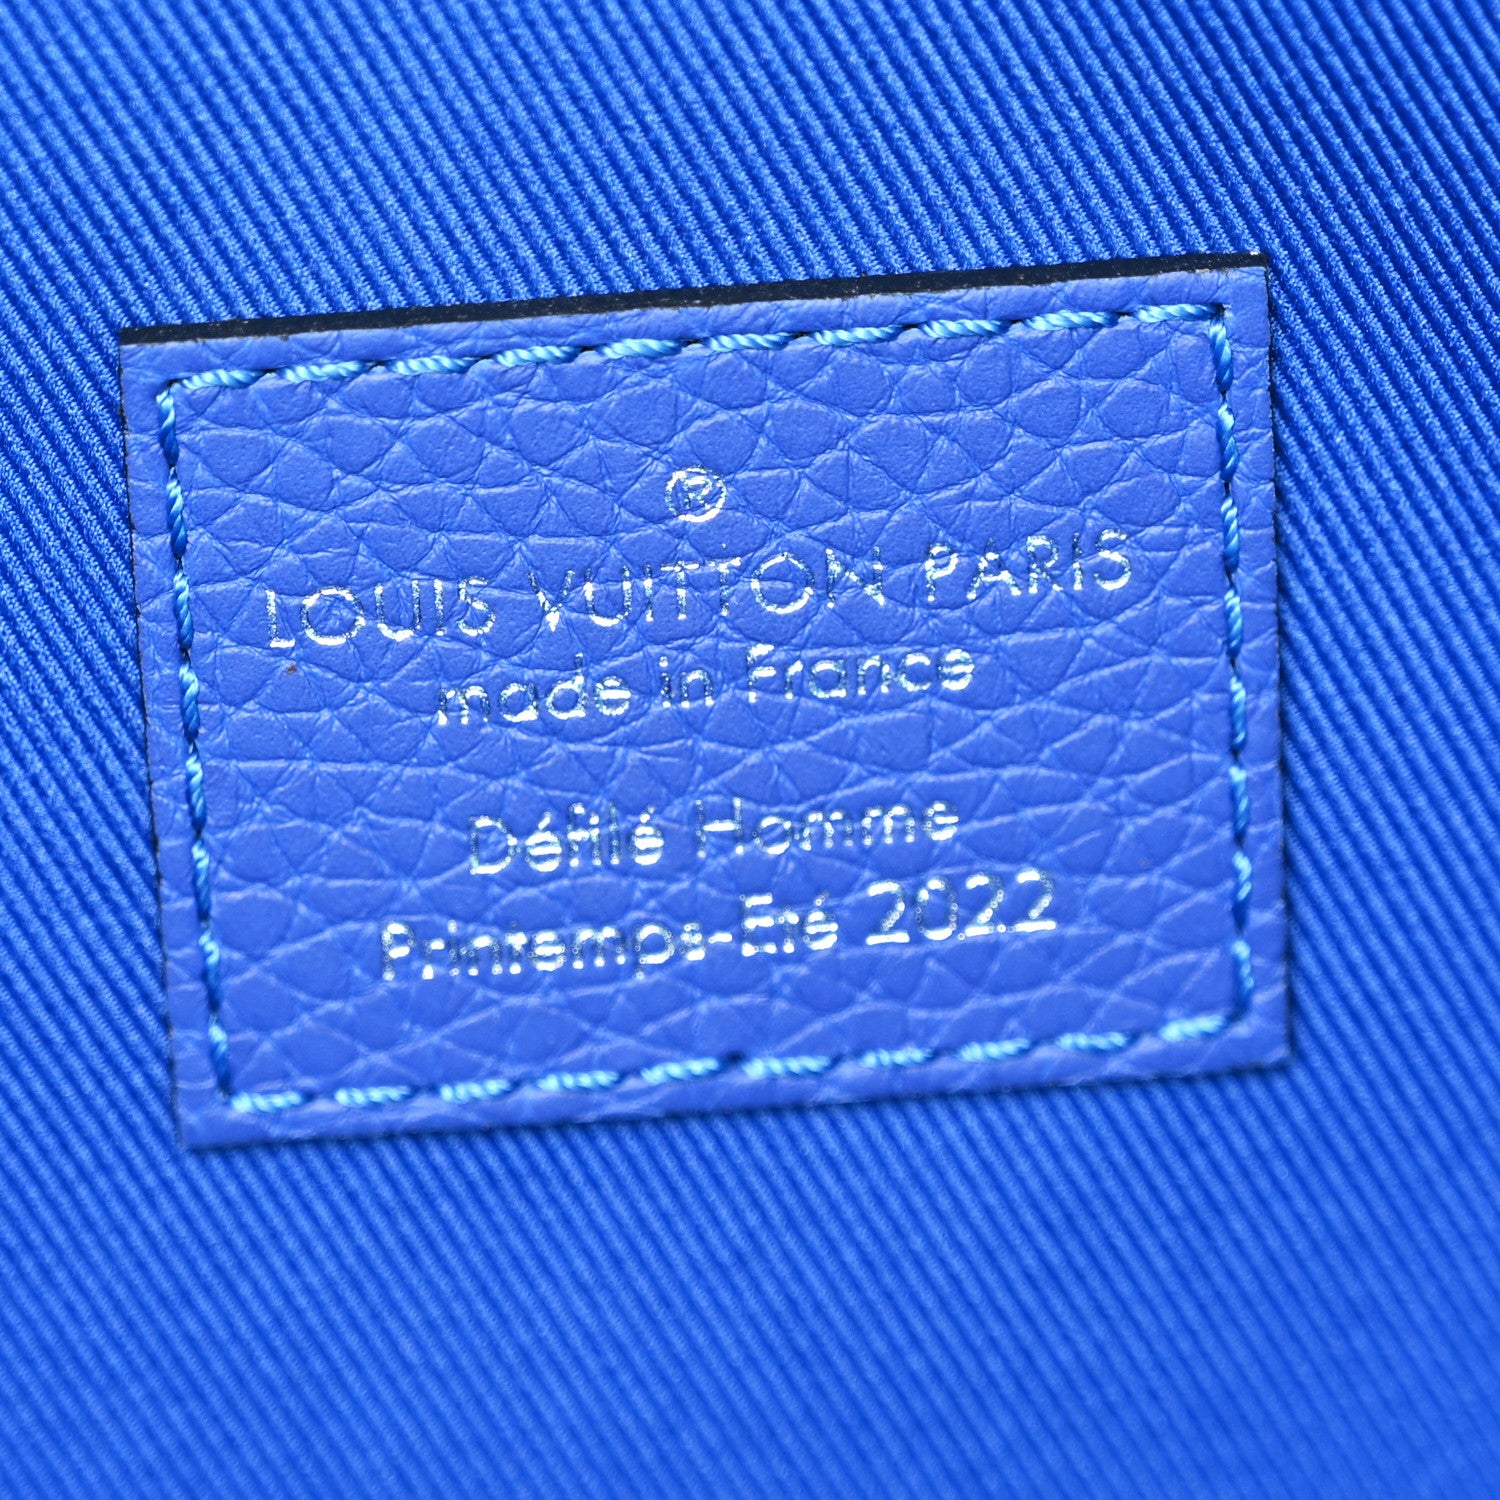 ®
LOUIS VUITTON PARIS
made in France
Défilé Homme
Printemps-Eté 2022